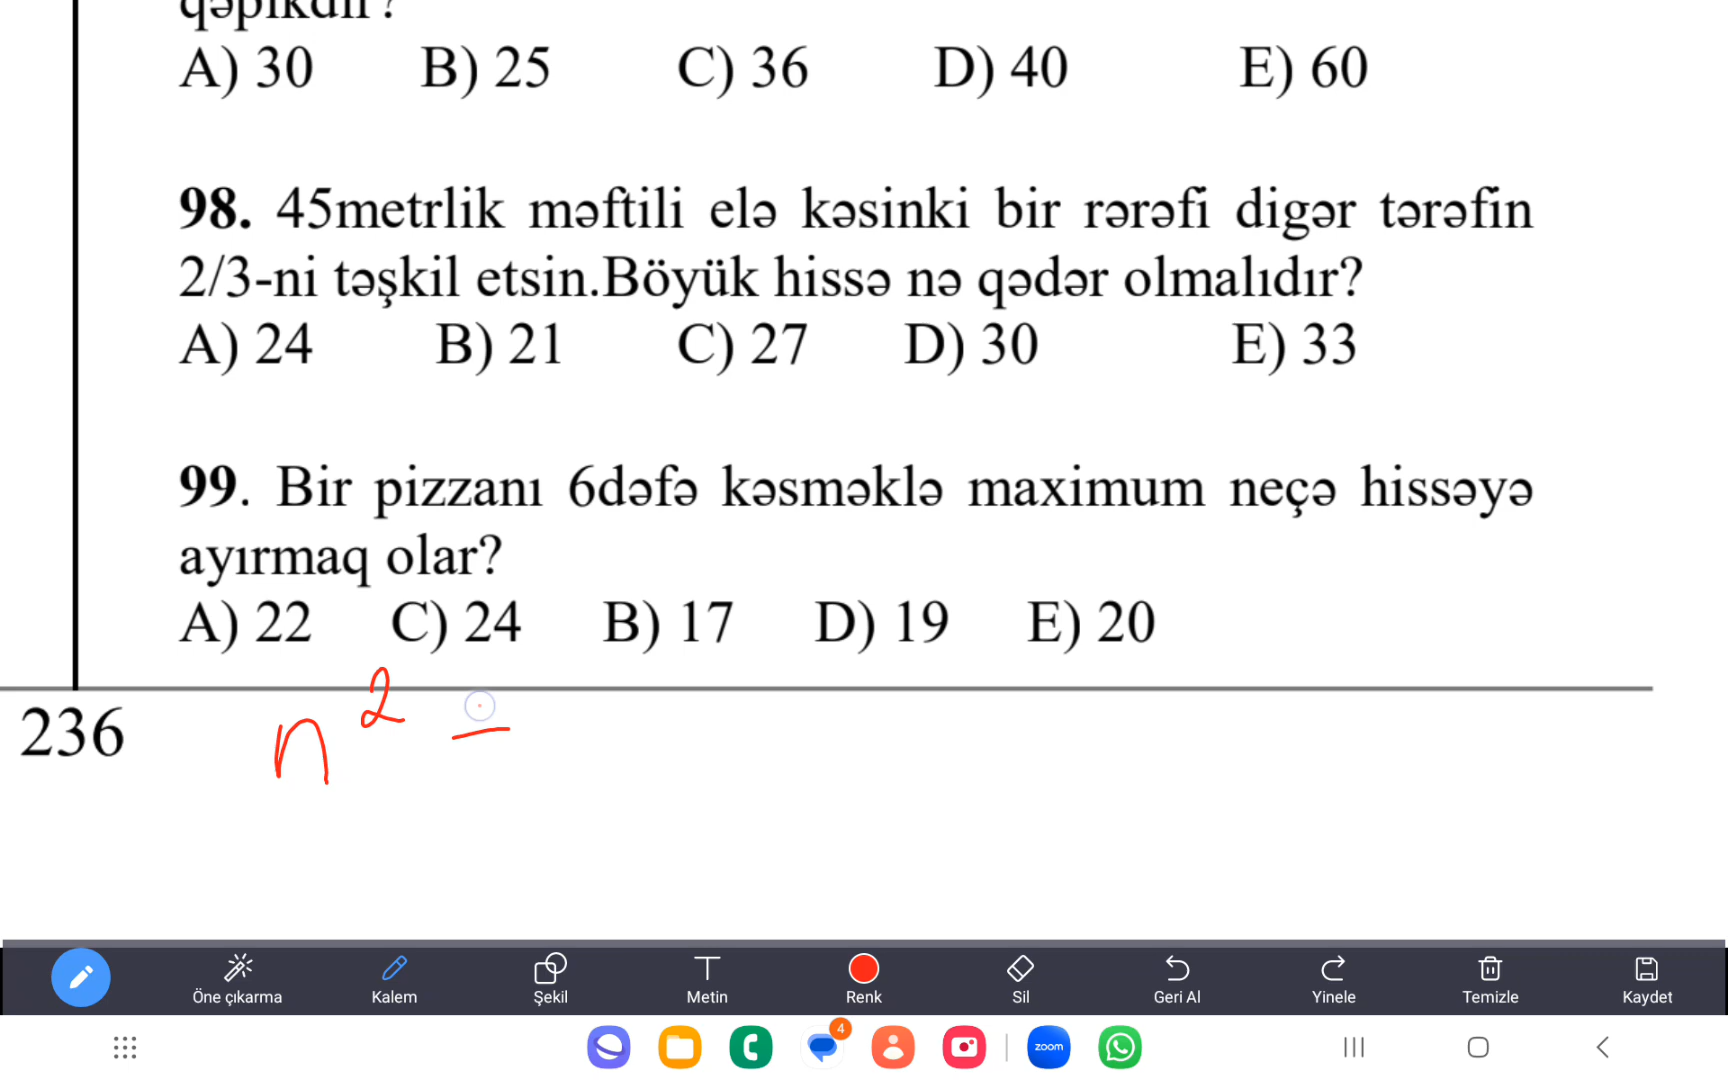 qəpikdir?
A) 30 B) 25 C) 36 D) 40 E) 60
98. 45metrlik məftili elə kəsinki bir rərəfi digər tərəfin
2/3-ni təşkil etsin.Böyük hissə nə qədər olmalıdır?
A) 24 B) 21 C) 27 D) 30 E) 33
99. Bir pizzanı 6dəfə kəsməklə maximum neçə hissəyə
ayırmaq olar?
A) 22 C) 24 B) 17 D) 19 E) 20
236
n² –
Öne çıkarma Kalem Şekil Metin Renk Sil Geri Al Yinele Temizle Kaydet
4
zoom